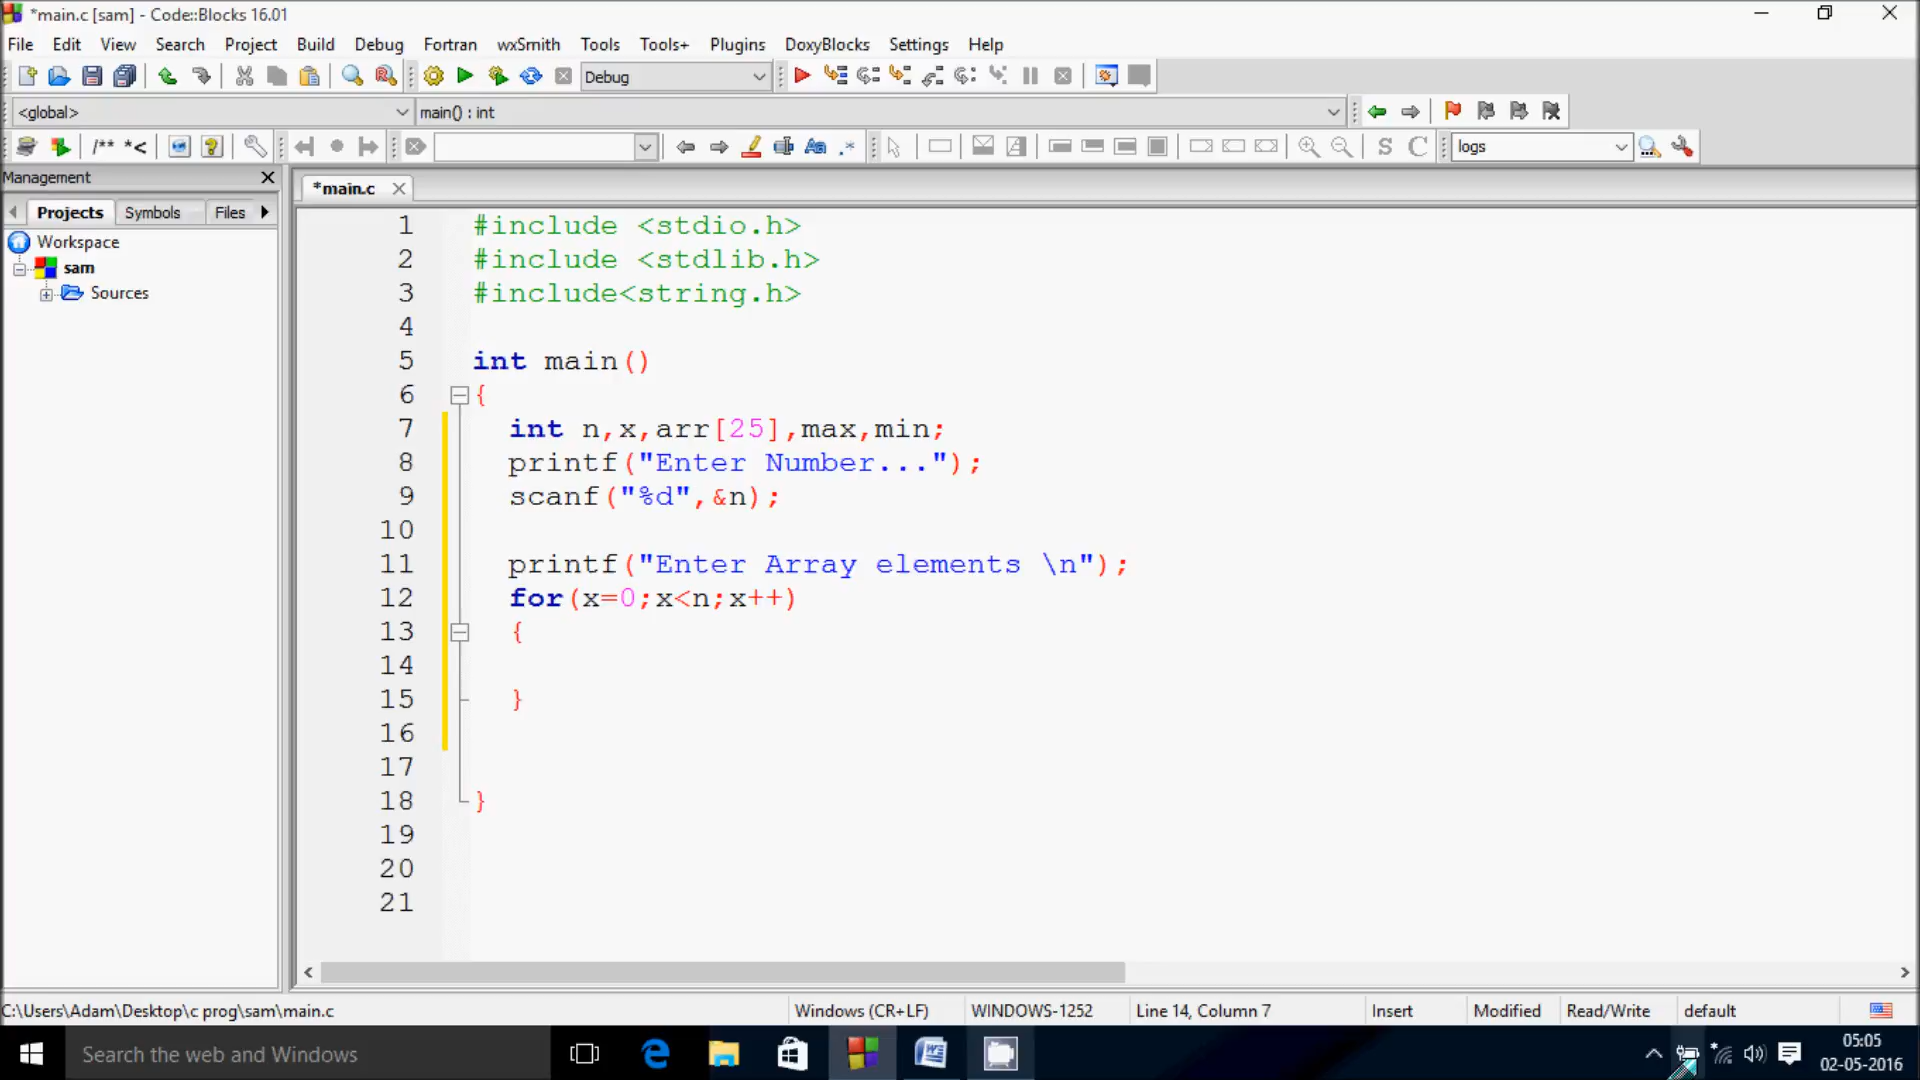 *main.c [sam] - Code::Blocks 16.01
File Edit View Search Project Build Debug Fortran wxSmith Tools Tools+ Plugins DoxyBlocks Settings Help
Debug
<global> main() : int
/** *< S C logs
Management
Projects Symbols Files
*main.c
Workspace
sam
Sources
1 #include <stdio.h>
2 #include <stdlib.h>
3 #include<string.h>
4
5 int main()
6 {
7 int n,x,arr[25],max,min;
8 printf("Enter Number...");
9 scanf("%d",&n);
10
11 printf("Enter Array elements \n");
12 for(x=0;x<n;x++)
13 {
14
15 }
16
17
18 }
19
20
21
C:\Users\Adam\Desktop\c prog\sam\main.c Windows (CR+LF) WINDOWS-1252 Line 14, Column 7 Insert Modified Read/Write default
Search the web and Windows
05:05
02-05-2016